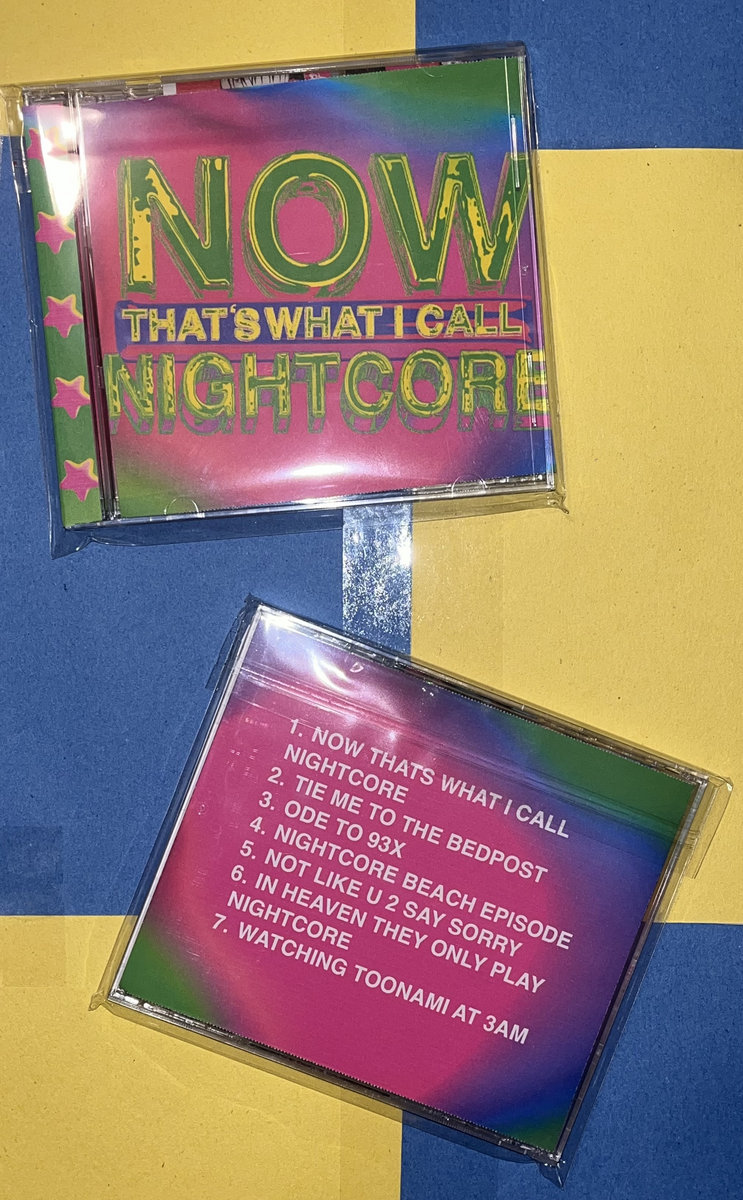 NOW
THAT'S WHAT I CALL
NIGHTCORE
1. NOW THATS WHAT I CALL
NIGHTCORE
2. TIE ME TO THE BEDPOST
3. ODE TO 93X
4. NIGHTCORE BEACH EPISODE
5. NOT LIKE U 2 SAY SORRY
6. IN HEAVEN THEY ONLY PLAY
NIGHTCORE
7. WATCHING TOONAMI AT 3AM